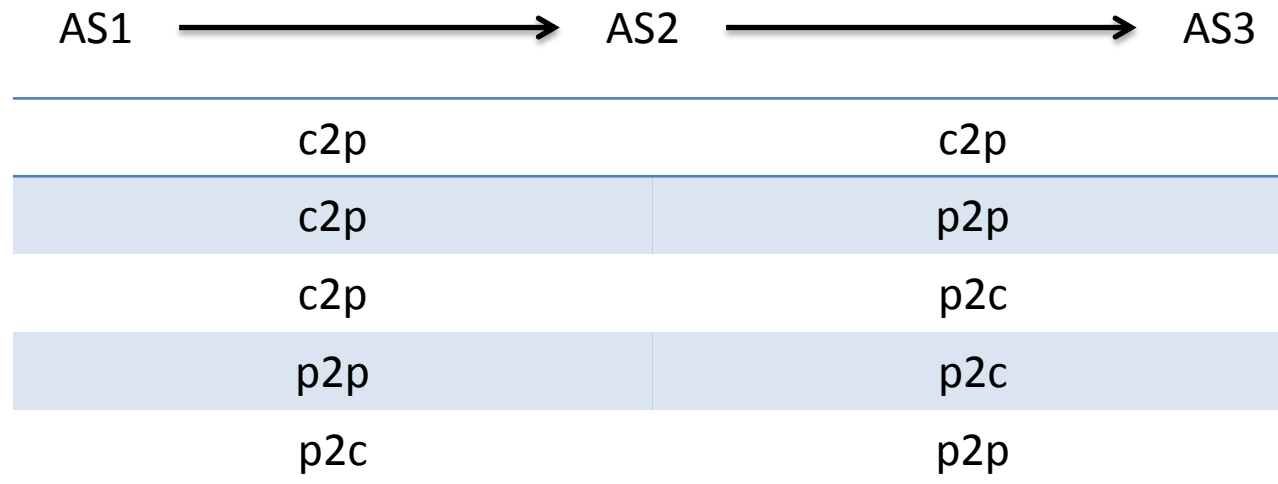 AS1 AS2 AS3
c2p c2p
c2p p2p
c2p p2c
p2p p2c
p2c p2p